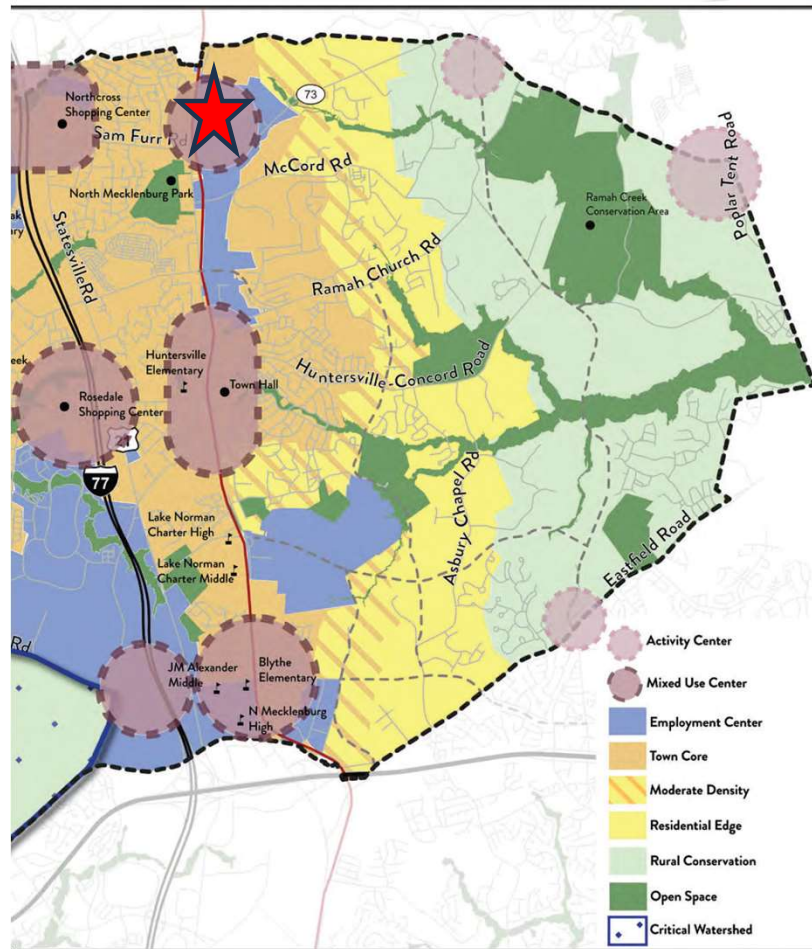 Northcross
Shopping Center
73
Sam Furr Rd
McCord Rd
North Mecklenburg Park
Poplar Tent Road
Ramah Creek
Conservation Area
Statesville Rd
Ramah Church Rd
Huntersville
Elementary
Town Hall
Huntersville-Concord Road
Rosedale
Shopping Center
21
77
Lake Norman
Charter High
Asbury Chapel Rd
Lake Norman
Charter Middle
Eastfield Road
Rd
JM Alexander
Middle
Blythe
Elementary
N Mecklenburg
High
Activity Center
Mixed Use Center
Employment Center
Town Core
Moderate Density
Residential Edge
Rural Conservation
Open Space
Critical Watershed